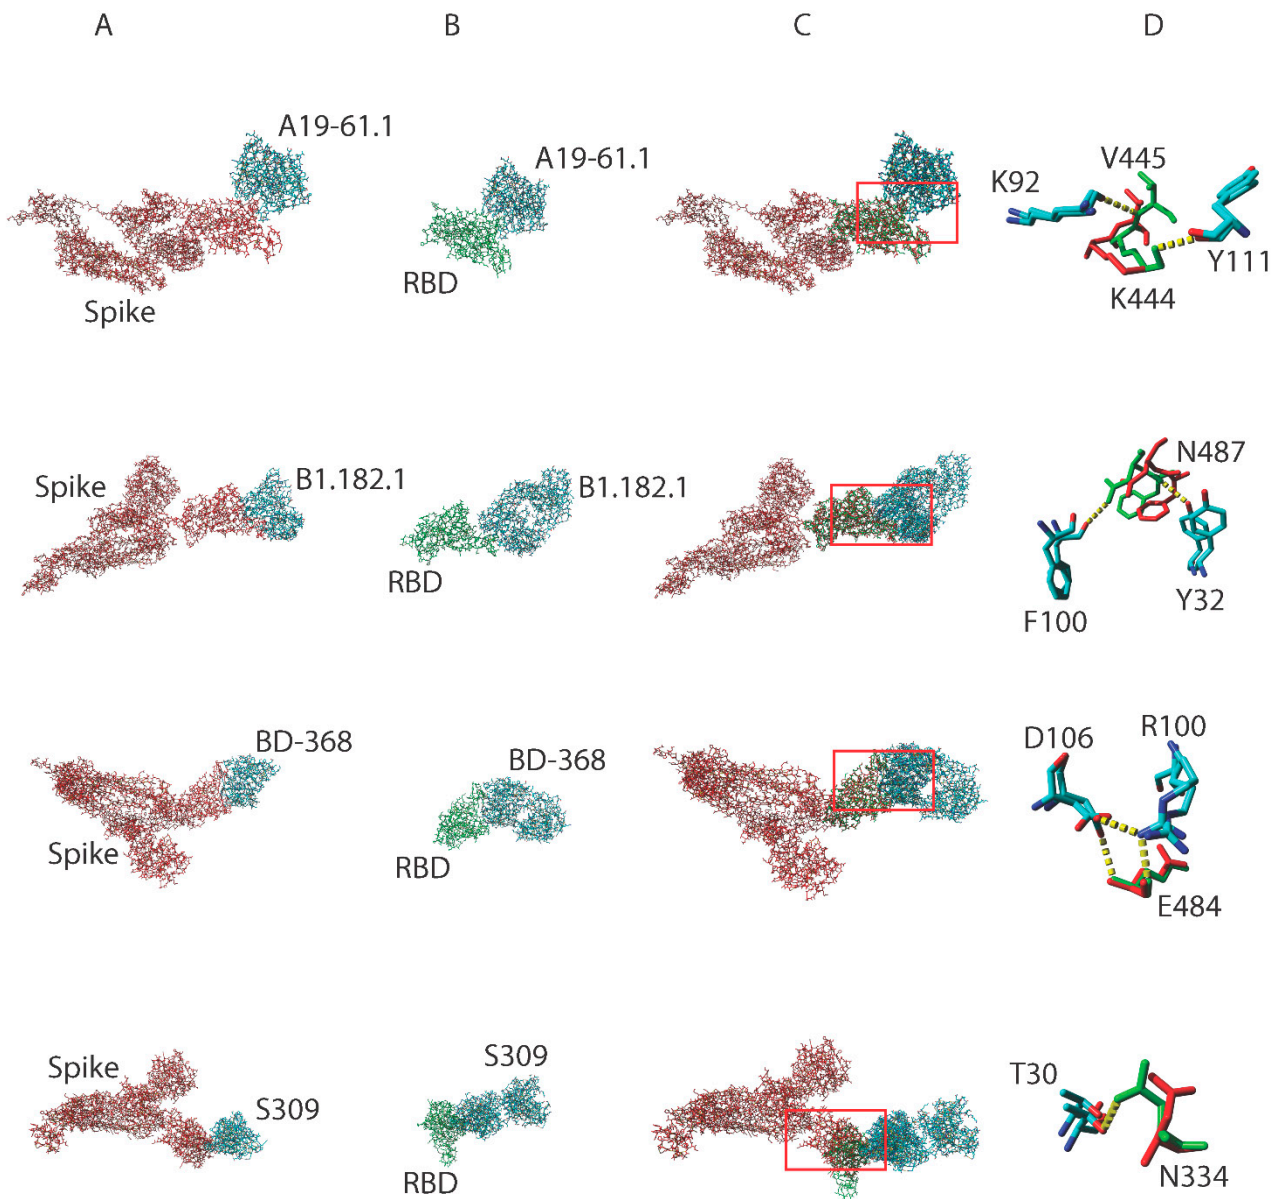 A
B
C
D
A19-61.1
Spike
A19-61.1
RBD
V445
K92
Y111
K444
Spike
B1.182.1
B1.182.1
RBD
N487
Y32
F100
BD-368
Spike
BD-368
RBD
D106
R100
E484
Spike
S309
S309
RBD
T30
N334